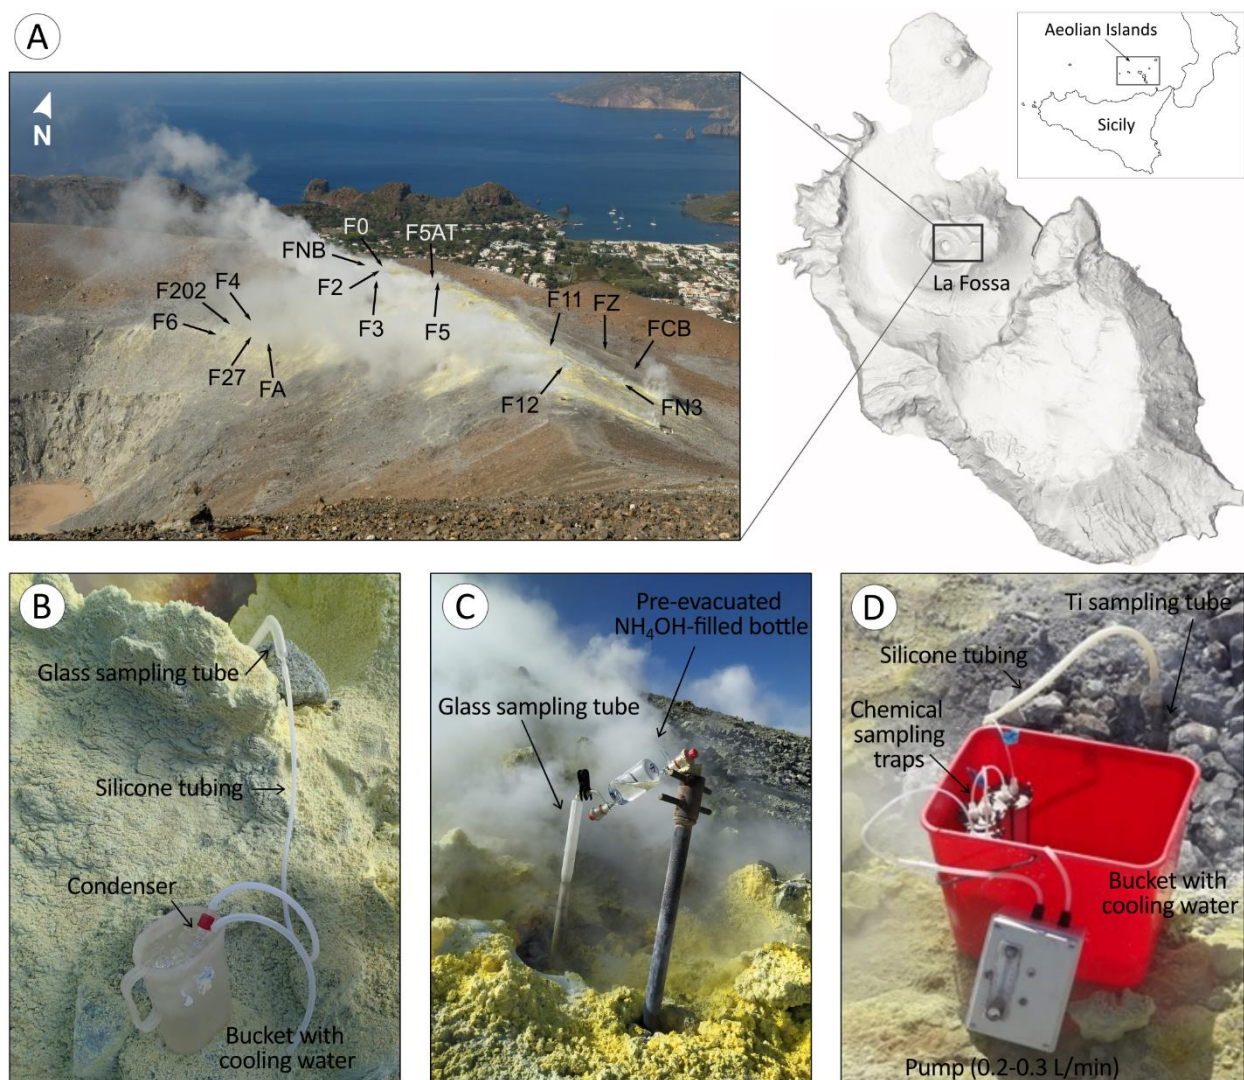 A
N
F0
F5AT
FNB
F2
F3
F5
F4
F202
F6
F27
FA
F11
FZ
FCB
F12
FN3
Aeolian Islands
Sicily
La Fossa
B
Glass sampling tube
Silicone tubing
Condenser
Bucket with
cooling water
C
Pre-evacuated
NH₄OH-filled bottle
Glass sampling tube
D
Ti sampling tube
Silicone tubing
Chemical
sampling
traps
Bucket with
cooling water
Pump (0.2-0.3 L/min)